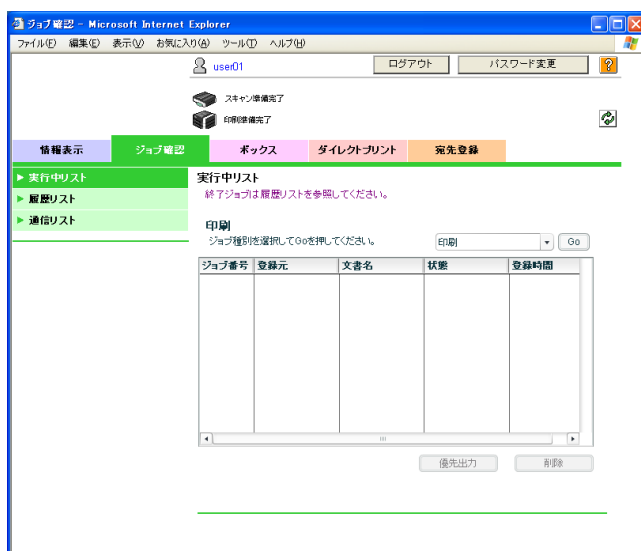 ジョブ確認 - Microsoft Internet Explorer
ファイル(F) 編集(E) 表示(V) お気に入り(A) ツール(T) ヘルプ(H)
user01 ログアウト パスワード変更 ?
スキャン準備完了
印刷準備完了
情報表示 ジョブ確認 ボックス ダイレクトプリント 宛先登録
実行中リスト
履歴リスト
通信リスト
実行中リスト
終了ジョブは履歴リストを参照してください。
印刷
ジョブ種別を選択してGoを押してください。 印刷 Go
ジョブ番号 登録元 文書名 状態 登録時間
優先出力 削除